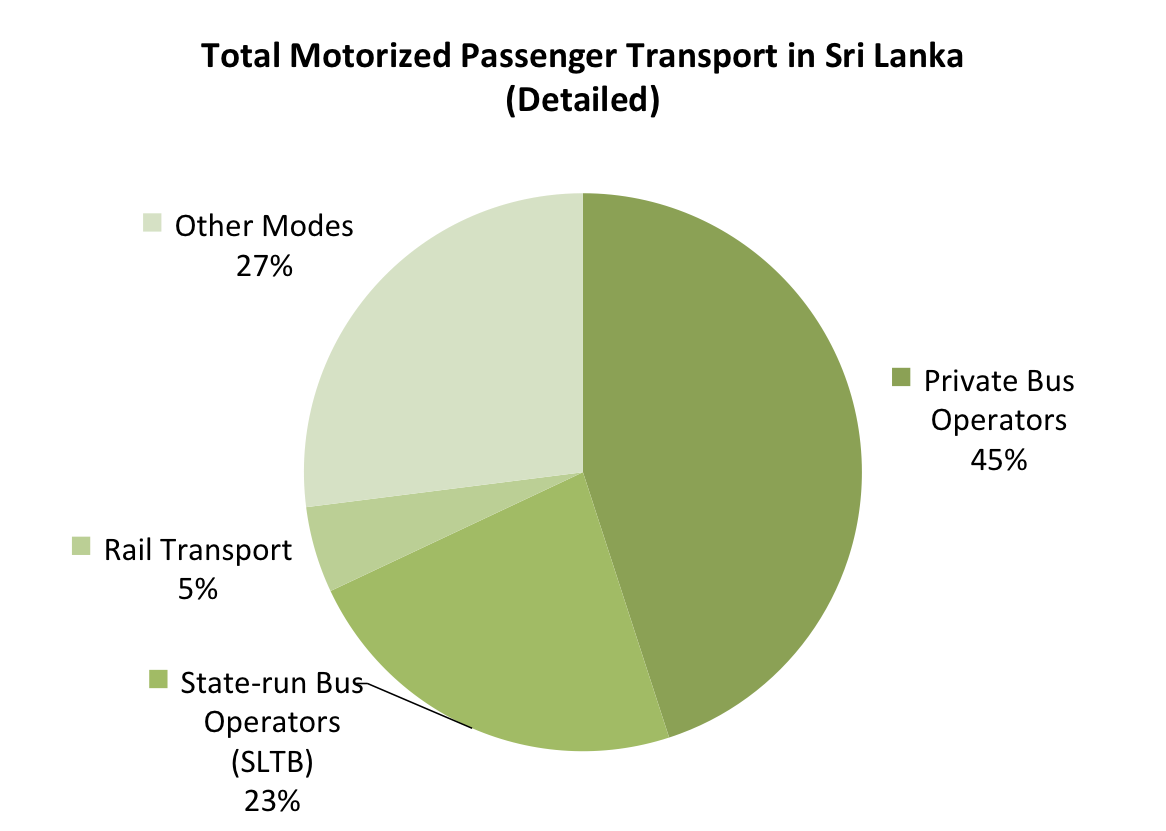 Total Motorized Passenger Transport in Sri Lanka
(Detailed)
Other Modes
27%
Private Bus
Operators
45%
Rail Transport
5%
State-run Bus
Operators
(SLTB)
23%